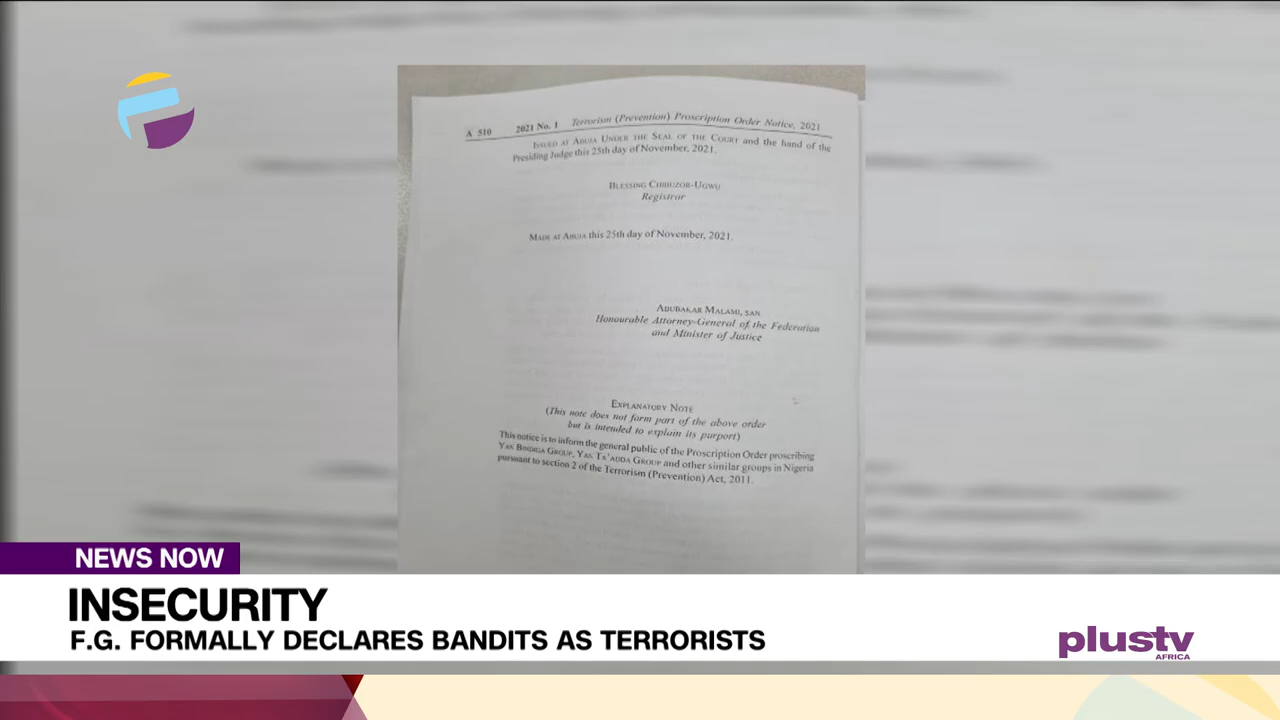 A 510 2021 No. 1 Terrorism (Prevention) Proscription Order Notice, 2021
ISSUED AT ABUJA UNDER THE SEAL OF THE COURT and the hand of the
Presiding Judge this 25th day of November, 2021.
BLESSING CHIBUZOR-UGWU
Registrar
MADE AT ABUJA this 25th day of November, 2021.
ABUBAKAR MALAMI, SAN
Honourable Attorney-General of the Federation
and Minister of Justice
EXPLANATORY NOTE
(This note does not form part of the above order
but is intended to explain its purport)
This notice is to inform the general public of the Proscription Order proscribing
YAN BINDIGA GROUP, YAN TA'ADDA GROUP and other similar groups in Nigeria
pursuant to section 2 of the Terrorism (Prevention) Act, 2011.
NEWS NOW
INSECURITY
F.G. FORMALLY DECLARES BANDITS AS TERRORISTS
plustv
AFRICA